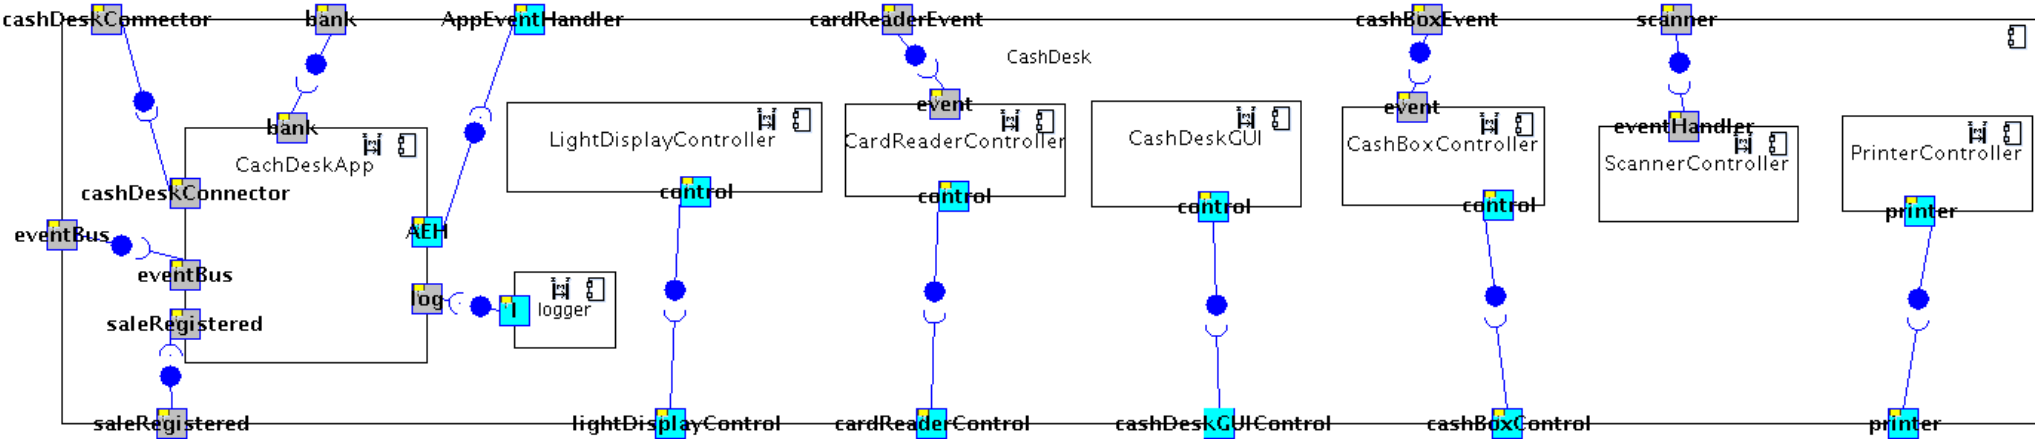 cashDeskConnector
bank
AppEventHandler
cardReaderEvent
cashBoxEvent
scanner
CashDesk
bank
CachDeskApp
cashDeskConnector
eventBus
eventBus
saleRegistered
AEH
log
l
logger
LightDisplayController
control
event
CardReaderController
control
CashDeskGUI
control
event
CashBoxController
control
eventHandler
ScannerController
PrinterController
printer
saleRegistered
lightDisplayControl
cardReaderControl
cashDeskGUIControl
cashBoxControl
printer